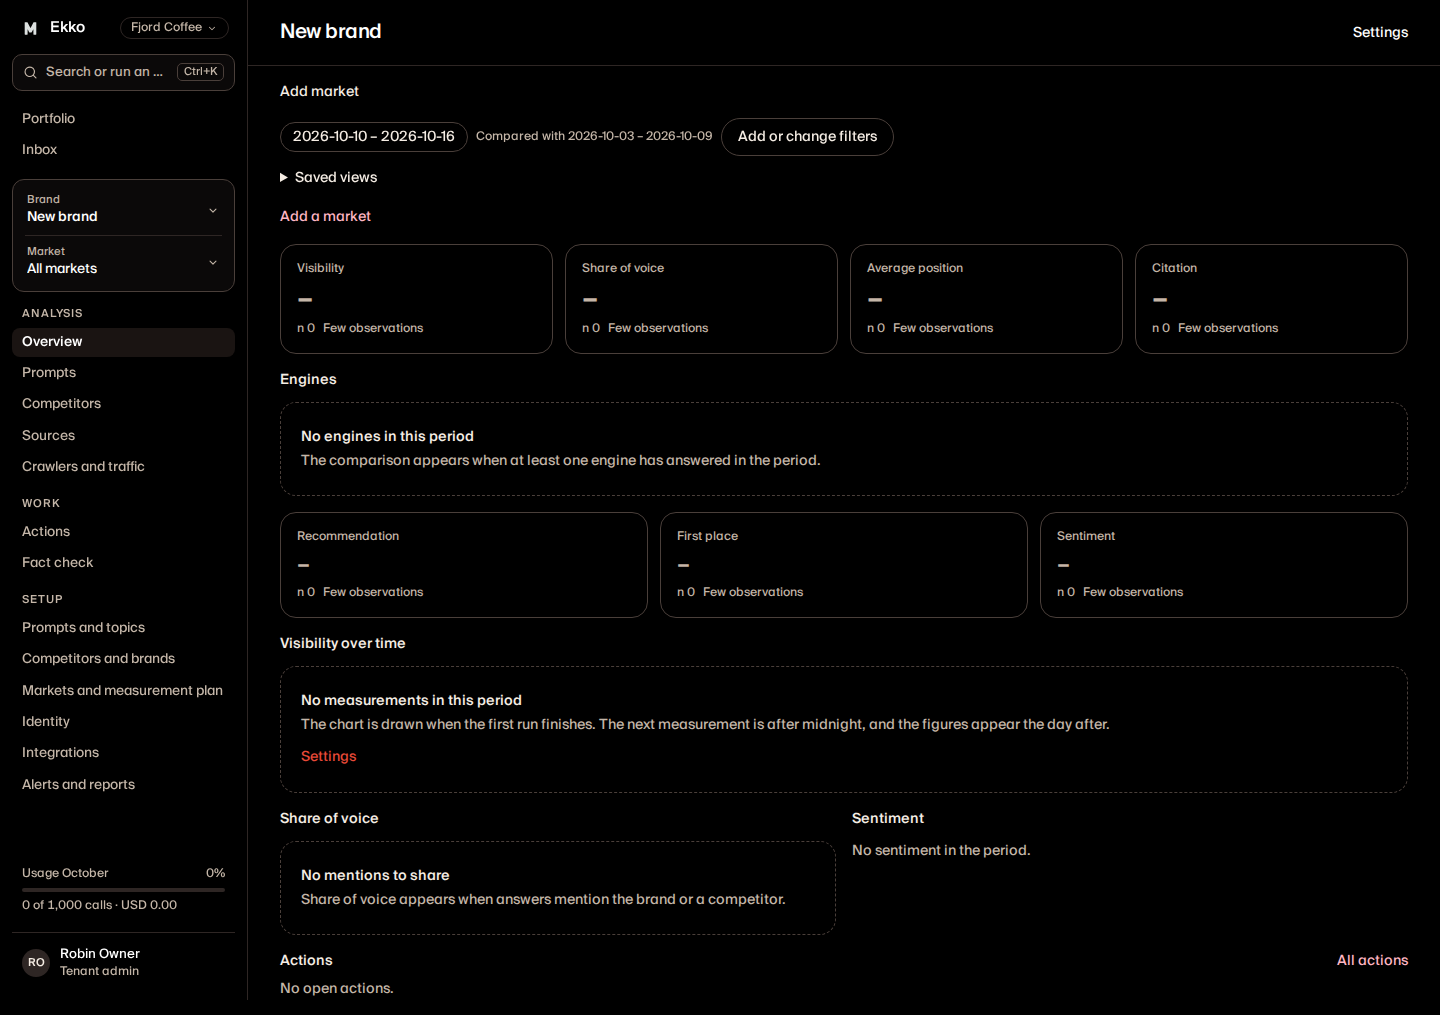 Ekko
Fjord Coffee
Search or run an ...
Ctrl+K
Portfolio
Inbox
Brand
New brand
Market
All markets
ANALYSIS
Overview
Prompts
Competitors
Sources
Crawlers and traffic
WORK
Actions
Fact check
SETUP
Prompts and topics
Competitors and brands
Markets and measurement plan
Identity
Integrations
Alerts and reports
Usage October 0%
0 of 1,000 calls · USD 0.00
RO
Robin Owner
Tenant admin
New brand
Settings
Add market
2026-10-10 – 2026-10-16 Compared with 2026-10-03 – 2026-10-09 Add or change filters
Saved views
Add a market
Visibility
–
n 0 Few observations
Share of voice
–
n 0 Few observations
Average position
–
n 0 Few observations
Citation
–
n 0 Few observations
Engines
No engines in this period
The comparison appears when at least one engine has answered in the period.
Recommendation
–
n 0 Few observations
First place
–
n 0 Few observations
Sentiment
–
n 0 Few observations
Visibility over time
No measurements in this period
The chart is drawn when the first run finishes. The next measurement is after midnight, and the figures appear the day after.
Settings
Share of voice
No mentions to share
Share of voice appears when answers mention the brand or a competitor.
Sentiment
No sentiment in the period.
Actions
All actions
No open actions.